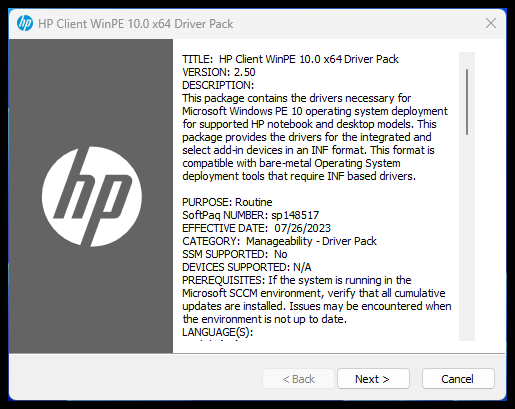 HP Client WinPE 10.0 x64 Driver Pack
TITLE: HP Client WinPE 10.0 x64 Driver Pack
VERSION: 2.50
DESCRIPTION:
This package contains the drivers necessary for
Microsoft Windows PE 10 operating system deployment
for supported HP notebook and desktop models. This
package provides the drivers for the integrated and
select add-in devices in an INF format. This format is
compatible with bare-metal Operating System
deployment tools that require INF based drivers.
PURPOSE: Routine
SoftPaq NUMBER: sp148517
EFFECTIVE DATE: 07/26/2023
CATEGORY: Manageability - Driver Pack
SSM SUPPORTED: No
DEVICES SUPPORTED: N/A
PREREQUISITES: If the system is running in the
Microsoft SCCM environment, verify that all cumulative
updates are installed. Issues may be encountered when
the environment is not up to date.
LANGUAGE(S):
hp
< Back
Next >
Cancel